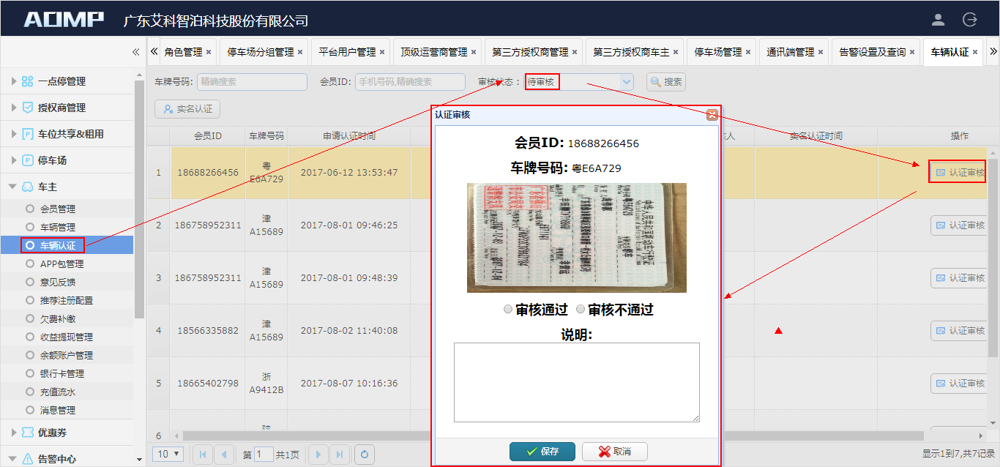 AOMP 广东艾科智泊科技股份有限公司
« « 角色管理 × 停车场分组管理 × 平台用户管理 × 顶级运营商管理 × 第三方授权商管理 × 第三方授权商车主 × 停车场管理 × 通讯端管理 × 告警设置及查询 × 车辆认证 × »
一点停管理
授权商管理
车位共享&租用
停车场
车主
会员管理
车辆管理
车辆认证
APP包管理
意见反馈
推荐注册配置
欠费补缴
收益提现管理
余额账户管理
银行卡管理
充值流水
消息管理
优惠券
告警中心
车牌号码: 精确搜索 会员ID: 手机号码,精确搜索 审核状态: 待审核 搜索
实名认证
会员ID 车牌号码 申请认证时间 人 实名认证时间 操作
1 18688266456 粤E6A729 2017-06-12 13:53:47 认证审核
2 186758952311 津A15689 2017-08-01 09:46:25 认证审核
3 186758952311 津A15689 2017-08-01 09:48:39 认证审核
4 18566335882 津A15689 2017-08-02 11:40:08 认证审核
5 18665402798 浙A9412B 2017-08-07 10:16:36 认证审核
6
10 第 1 共1页 显示1到7,共7记录
认证审核
会员ID: 18688266456
车牌号码: 粤E6A729
中华人民共和国机动车行驶证
审核通过 审核不通过
说明:
保存 取消